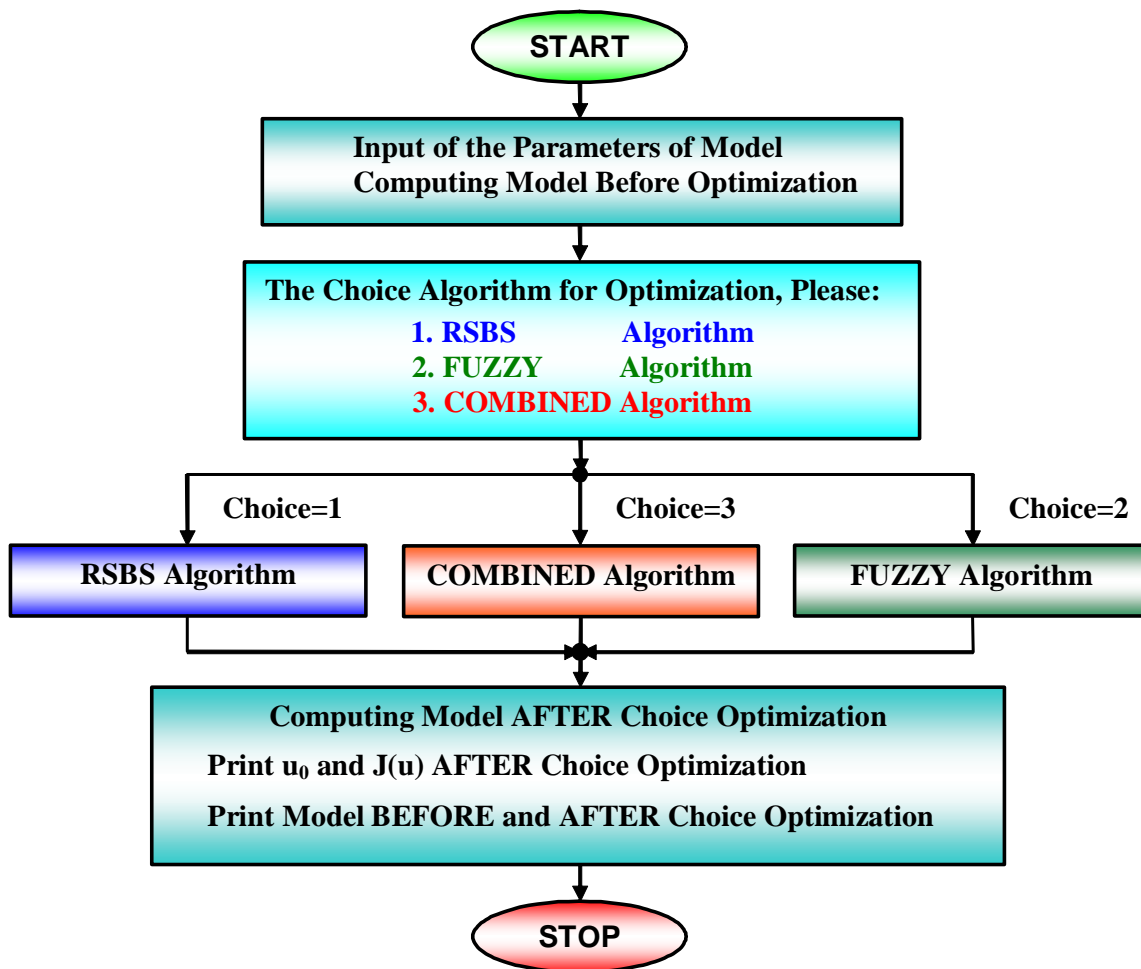 START
Input of the Parameters of Model
Computing Model Before Optimization
The Choice Algorithm for Optimization, Please:
1. RSBS Algorithm
2. FUZZY Algorithm
3. COMBINED Algorithm
Choice=1
Choice=3
Choice=2
RSBS Algorithm
COMBINED Algorithm
FUZZY Algorithm
Computing Model AFTER Choice Optimization
Print u₀ and J(u) AFTER Choice Optimization
Print Model BEFORE and AFTER Choice Optimization
STOP